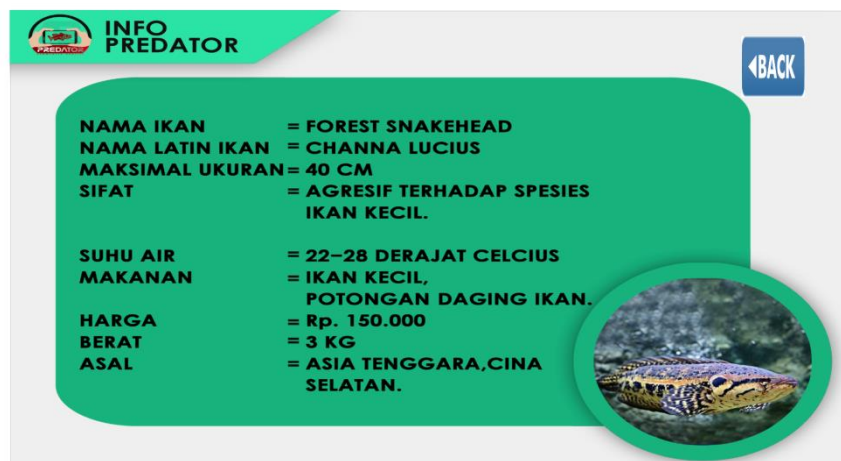 PREDATOR
INFO
PREDATOR
BACK
NAMA IKAN = FOREST SNAKEHEAD
NAMA LATIN IKAN = CHANNA LUCIUS
MAKSIMAL UKURAN = 40 CM
SIFAT = AGRESIF TERHADAP SPESIES
IKAN KECIL.
SUHU AIR = 22–28 DERAJAT CELCIUS
MAKANAN = IKAN KECIL,
POTONGAN DAGING IKAN.
HARGA = Rp. 150.000
BERAT = 3 KG
ASAL = ASIA TENGGARA,CINA
SELATAN.